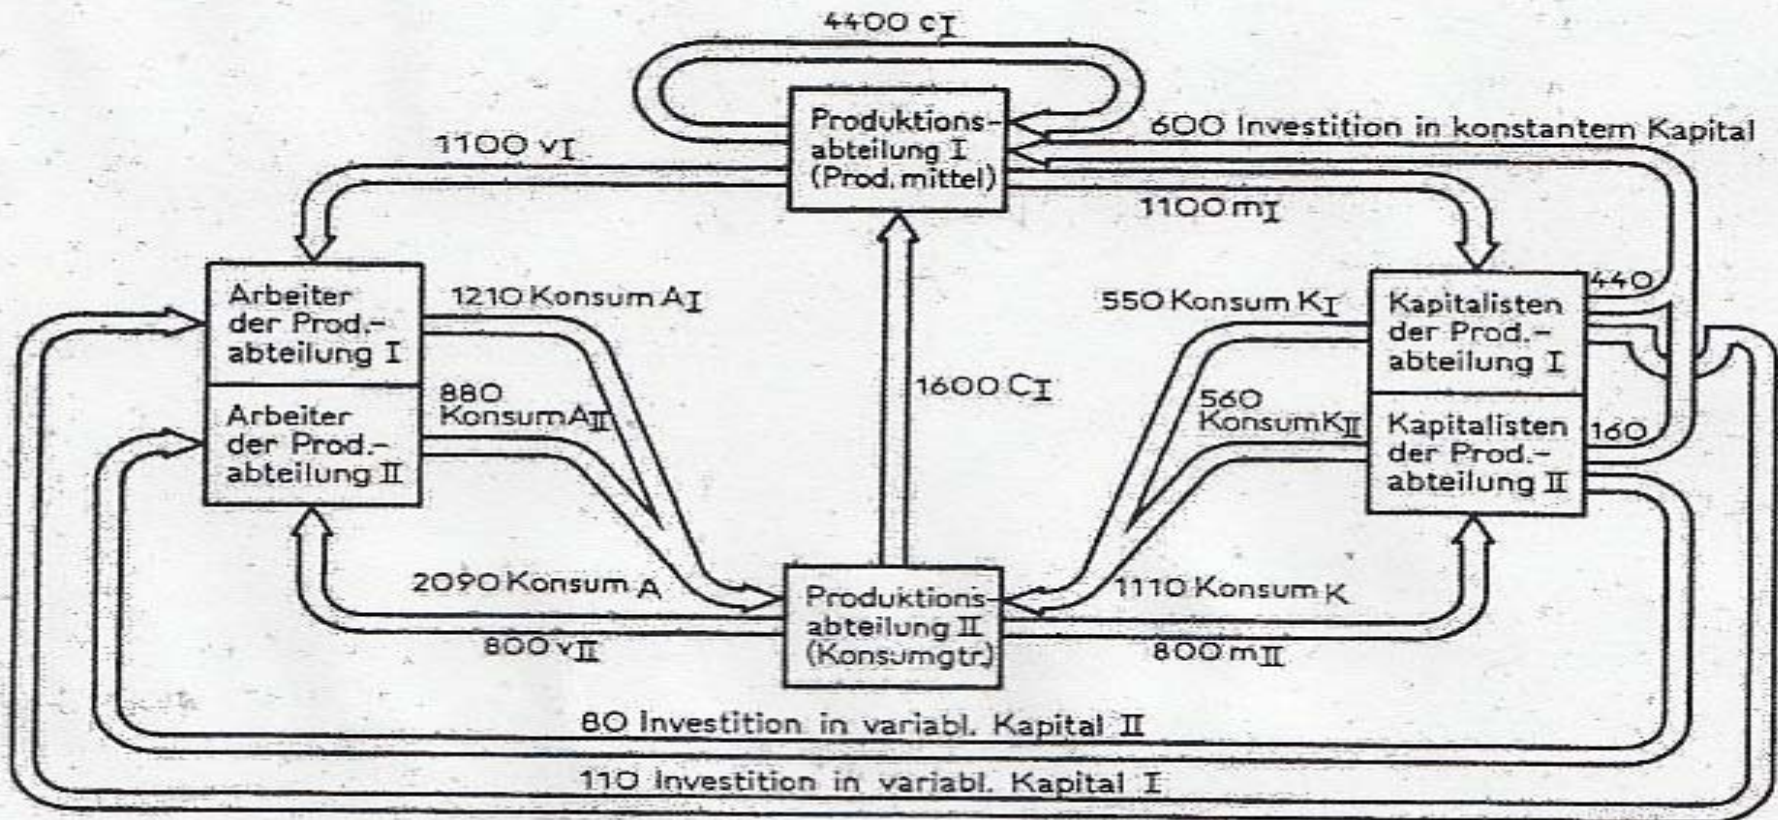 4400 cI
Produktions-
abteilung I
(Prod. mittel)
600 Investition in konstantem Kapital
1100 vI
1100 mI
Arbeiter
der Prod.-
abteilung I
1210 Konsum AI
550 Konsum KI
Kapitalisten
der Prod.-
abteilung I
440
1600 CI
Arbeiter
der Prod.-
abteilung II
880
Konsum AII
560
Konsum KII
Kapitalisten
der Prod.-
abteilung II
160
2090 Konsum A
Produktions-
abteilung II
(Konsumgtr.)
1110 Konsum K
800 vII
800 mII
80 Investition in variabl. Kapital II
110 Investition in variabl. Kapital I